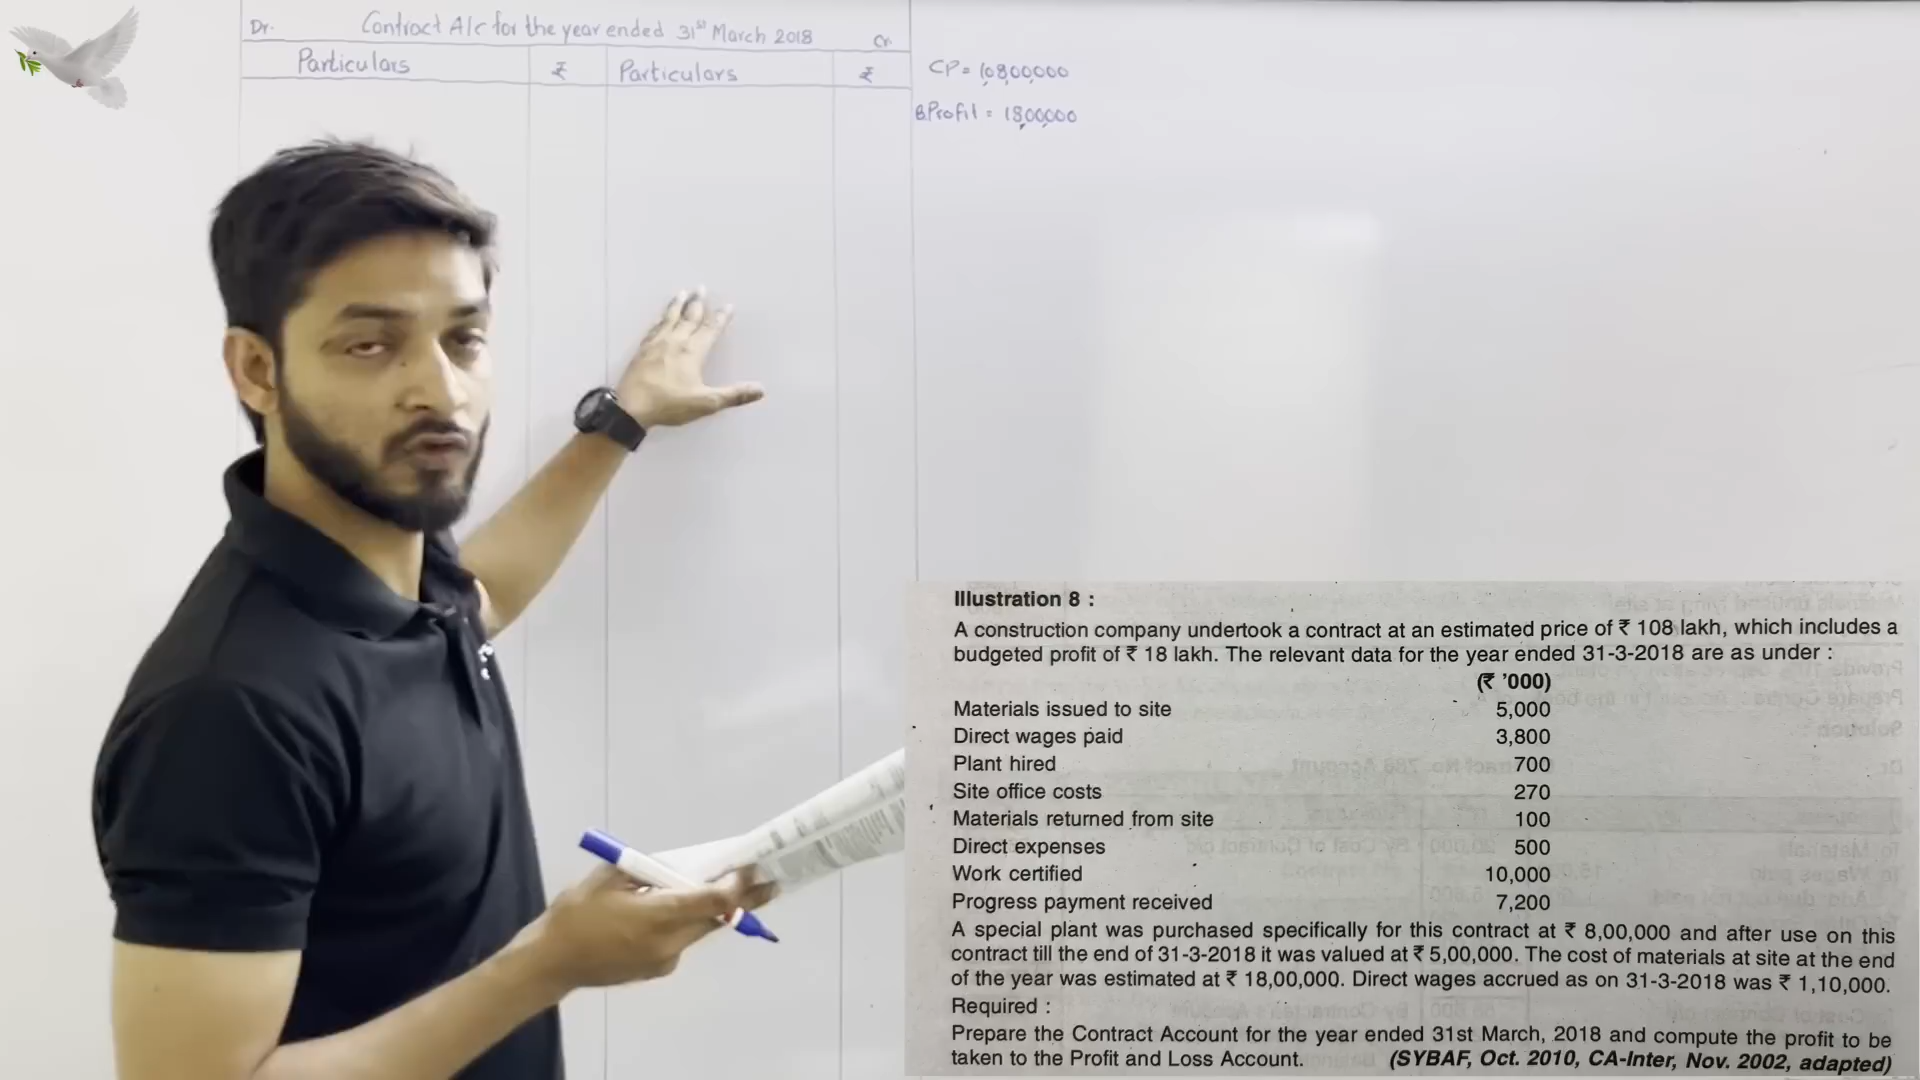 Dr. Contract A/c for the year ended 31st March 2018 Cr.
Particulars ₹ Particulars ₹
CP = 10800000
B.Profit = 1800000
Illustration 8 :
A construction company undertook a contract at an estimated price of ₹ 108 lakh, which includes a
budgeted profit of ₹ 18 lakh. The relevant data for the year ended 31-3-2018 are as under :
(₹ '000)
Materials issued to site 5,000
Direct wages paid 3,800
Plant hired 700
Site office costs 270
Materials returned from site 100
Direct expenses 500
Work certified 10,000
Progress payment received 7,200
A special plant was purchased specifically for this contract at ₹ 8,00,000 and after use on this
contract till the end of 31-3-2018 it was valued at ₹ 5,00,000. The cost of materials at site at the end
of the year was estimated at ₹ 18,00,000. Direct wages accrued as on 31-3-2018 was ₹ 1,10,000.
Required :
Prepare the Contract Account for the year ended 31st March, 2018 and compute the profit to be
taken to the Profit and Loss Account. (SYBAF, Oct. 2010, CA-Inter, Nov. 2002, adapted)